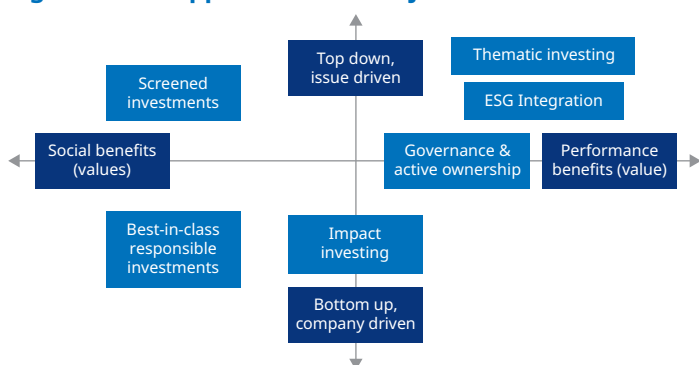 Top down,
issue driven
Thematic investing
Screened
investments
ESG Integration
Social benefits
(values)
Governance &
active ownership
Performance
benefits (value)
Best-in-class
responsible
investments
Impact
investing
Bottom up,
company driven